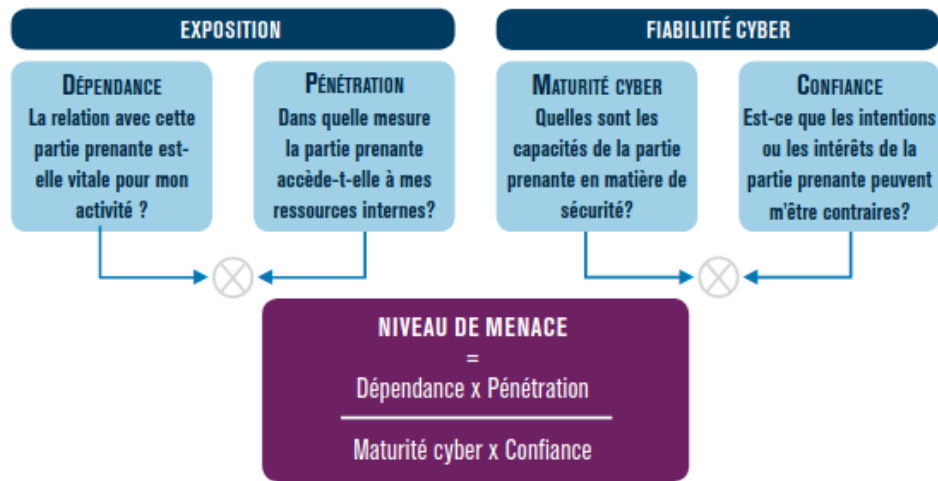 EXPOSITION
FIABILIITÉ CYBER
DÉPENDANCE
La relation avec cette
partie prenante est-
elle vitale pour mon
activité ?
PÉNÉTRATION
Dans quelle mesure
la partie prenante
accède-t-elle à mes
ressources internes?
MATURITÉ CYBER
Quelles sont les
capacités de la partie
prenante en matière de
sécurité?
CONFIANCE
Est-ce que les intentions
ou les intérêts de la
partie prenante peuvent
m'être contraires?
NIVEAU DE MENACE
=
Dépendance x Pénétration
Maturité cyber x Confiance